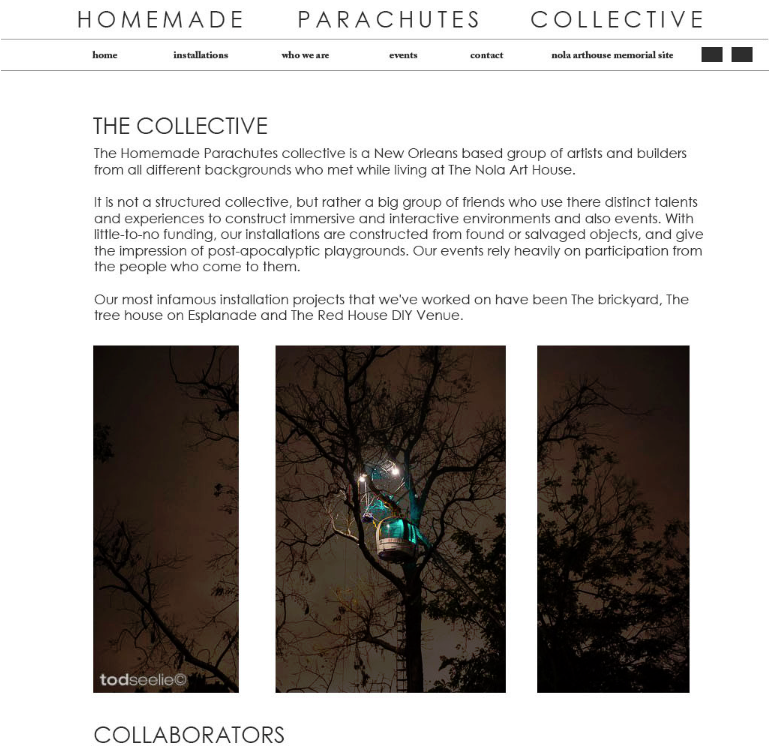 HOMEMADE PARACHUTES COLLECTIVE
home installations who we are events contact nola arthouse memorial site
THE COLLECTIVE
The Homemade Parachutes collective is a New Orleans based group of artists and builders
from all different backgrounds who met while living at The Nola Art House.
It is not a structured collective, but rather a big group of friends who use there distinct talents
and experiences to construct immersive and interactive environments and also events. With
little-to-no funding, our installations are constructed from found or salvaged objects, and give
the impression of post-apocalyptic playgrounds. Our events rely heavily on participation from
the people who come to them.
Our most infamous installation projects that we've worked on have been The brickyard, The
tree house on Esplanade and The Red House DIY Venue.
todseelie©
COLLABORATORS